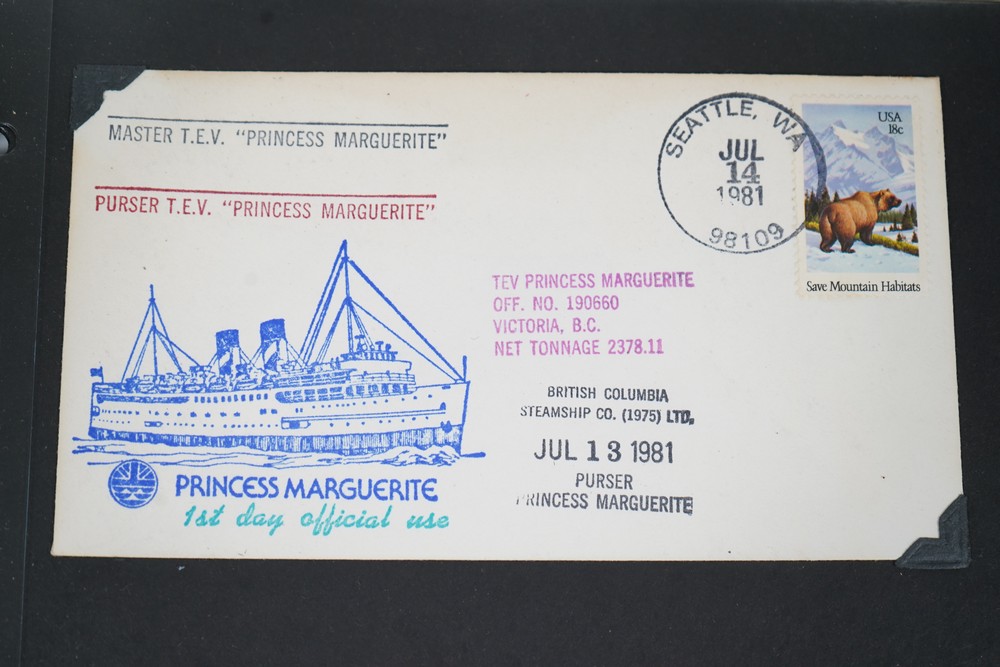 MASTER T.E.V. "PRINCESS MARGUERITE"
PURSER T.E.V. "PRINCESS MARGUERITE"
SEATTLE, WA
JUL
14
1981
98109
USA
18c
Save Mountain Habitats
TEV PRINCESS MARGUERITE
OFF. NO. 190660
VICTORIA, B.C.
NET TONNAGE 2378.11
BRITISH COLUMBIA
STEAMSHIP CO. (1975) LTD.
JUL 13 1981
PURSER
PRINCESS MARGUERITE
PRINCESS MARGUERITE
1st day official use